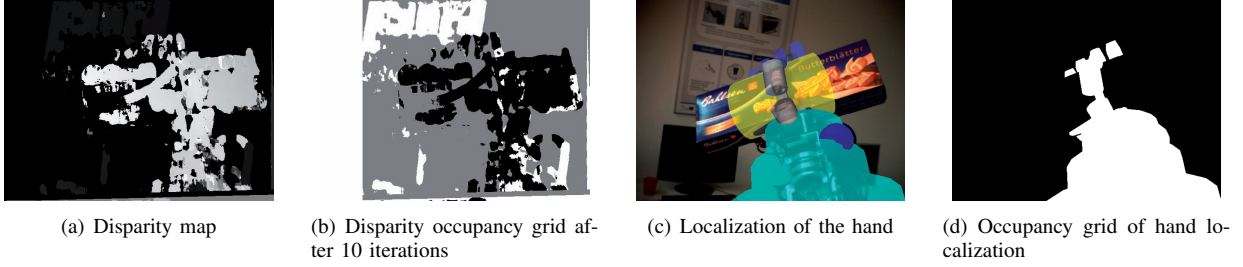 Butterblätter
Bahlsen
(a) Disparity map
(b) Disparity occupancy grid af-
ter 10 iterations
(c) Localization of the hand
(d) Occupancy grid of hand lo-
calization